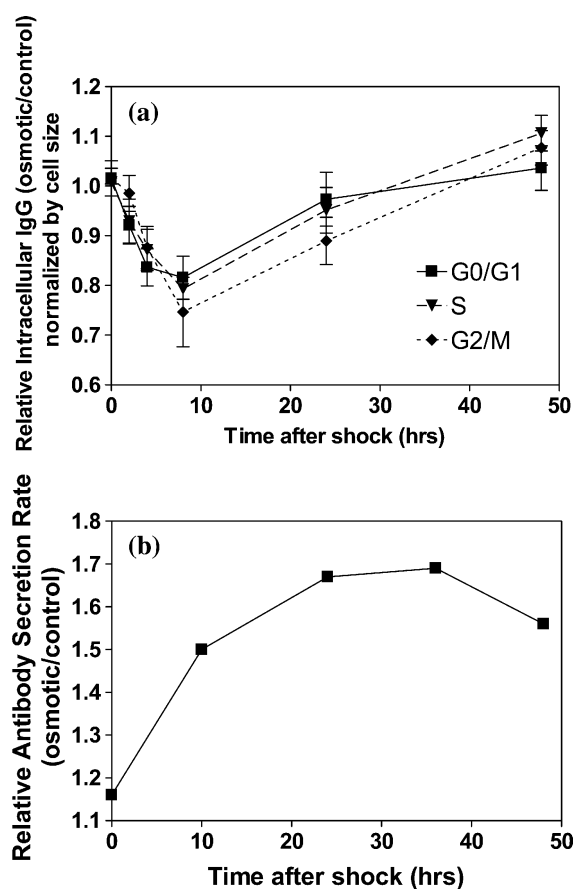 Relative Intracellular IgG (osmotic/control)
normalized by cell size
(a)
1.2
1.1
1.0
0.9
0.8
0.7
0.6
G0/G1
S
G2/M
0 10 20 30 40 50
Time after shock (hrs)
Relative Antibody Secretion Rate
(osmotic/control)
(b)
1.8
1.7
1.6
1.5
1.4
1.3
1.2
1.1
0 10 20 30 40 50
Time after shock (hrs)